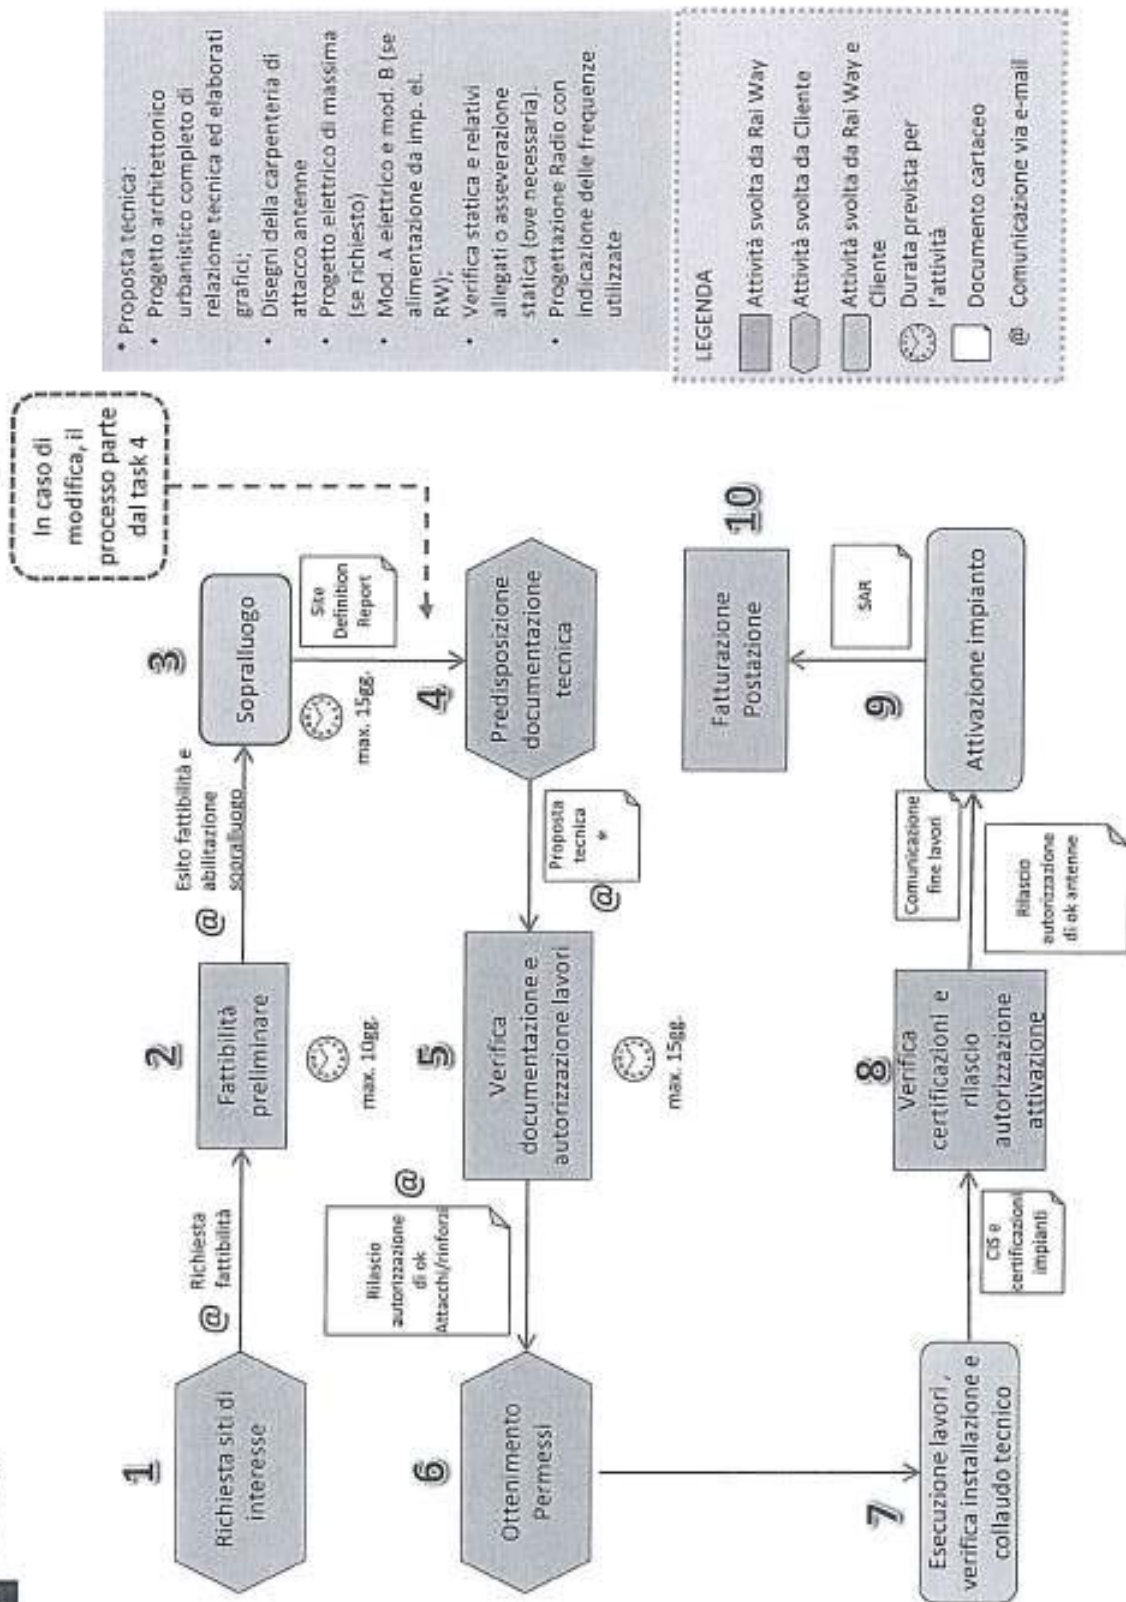 1
Richiesta siti di
interesse
@ Richiesta
fattibilità
2
Fattibilità
preliminare
max. 10gg.
Esito fattibilità e
@ abilitazione
sopralluogo
3
Sopralluogo
max. 15gg.
Site
Definition
Report
In caso di
modifica, il
processo parte
dal task 4
4
Predisposizione
documentazione
tecnica
Proposta
tecnica
*
@
5
Verifica
documentazione e
autorizzazione lavori
max. 15gg.
@
Rilascio
autorizzazione
di ok
Attacchi/rinforzi
6
Ottenimento
Permessi
7
Esecuzione lavori ,
verifica installazione e
collaudo tecnico
CIS e
certificazioni
impianti
8
Verifica
certificazioni e
rilascio
autorizzazione
attivazione
Comunicazione
fine lavori
Rilascio
autorizzazione
di ok antenne
9
Attivazione impianto
SAR
10
Fatturazione
Postazione
* Proposta tecnica:
• Progetto architettonico
urbanistico completo di
relazione tecnica ed elaborati
grafici;
• Disegni della carpenteria di
attacco antenne
• Progetto elettrico di massima
(se richiesto)
• Mod. A elettrico e mod. B (se
alimentazione da imp. el.
RW);
• Verifica statica e relativi
allegati o asseverazione
statica (ove necessaria).
• Progettazione Radio con
indicazione delle frequenze
utilizzate
LEGENDA
Attività svolta da Rai Way
Attività svolta da Cliente
Attività svolta da Rai Way e
Cliente
Durata prevista per
l'attività
Documento cartaceo
@ Comunicazione via e-mail